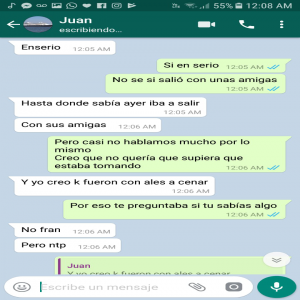 55% 12:08 AM
Juan
escribiendo...
Enserio
12:05 AM
Si en serio
12:05 AM
No se si salió con unas amigas
12:05 AM
Hasta donde sabía ayer iba a salir
12:05 AM
Con sus amigas
12:06 AM
Pero casi no hablamos mucho por lo
mismo
Creo que no quería que supiera que
estaba tomando
12:06 AM
Y yo creo k fueron con ales a cenar
12:06 AM
Por eso te preguntaba si tu sabías algo
12:06 AM
No fran
12:06 AM
Pero ntp
12:06 AM
Juan
Y yo creo k fueron con ales a cenar
Escribe un mensaje